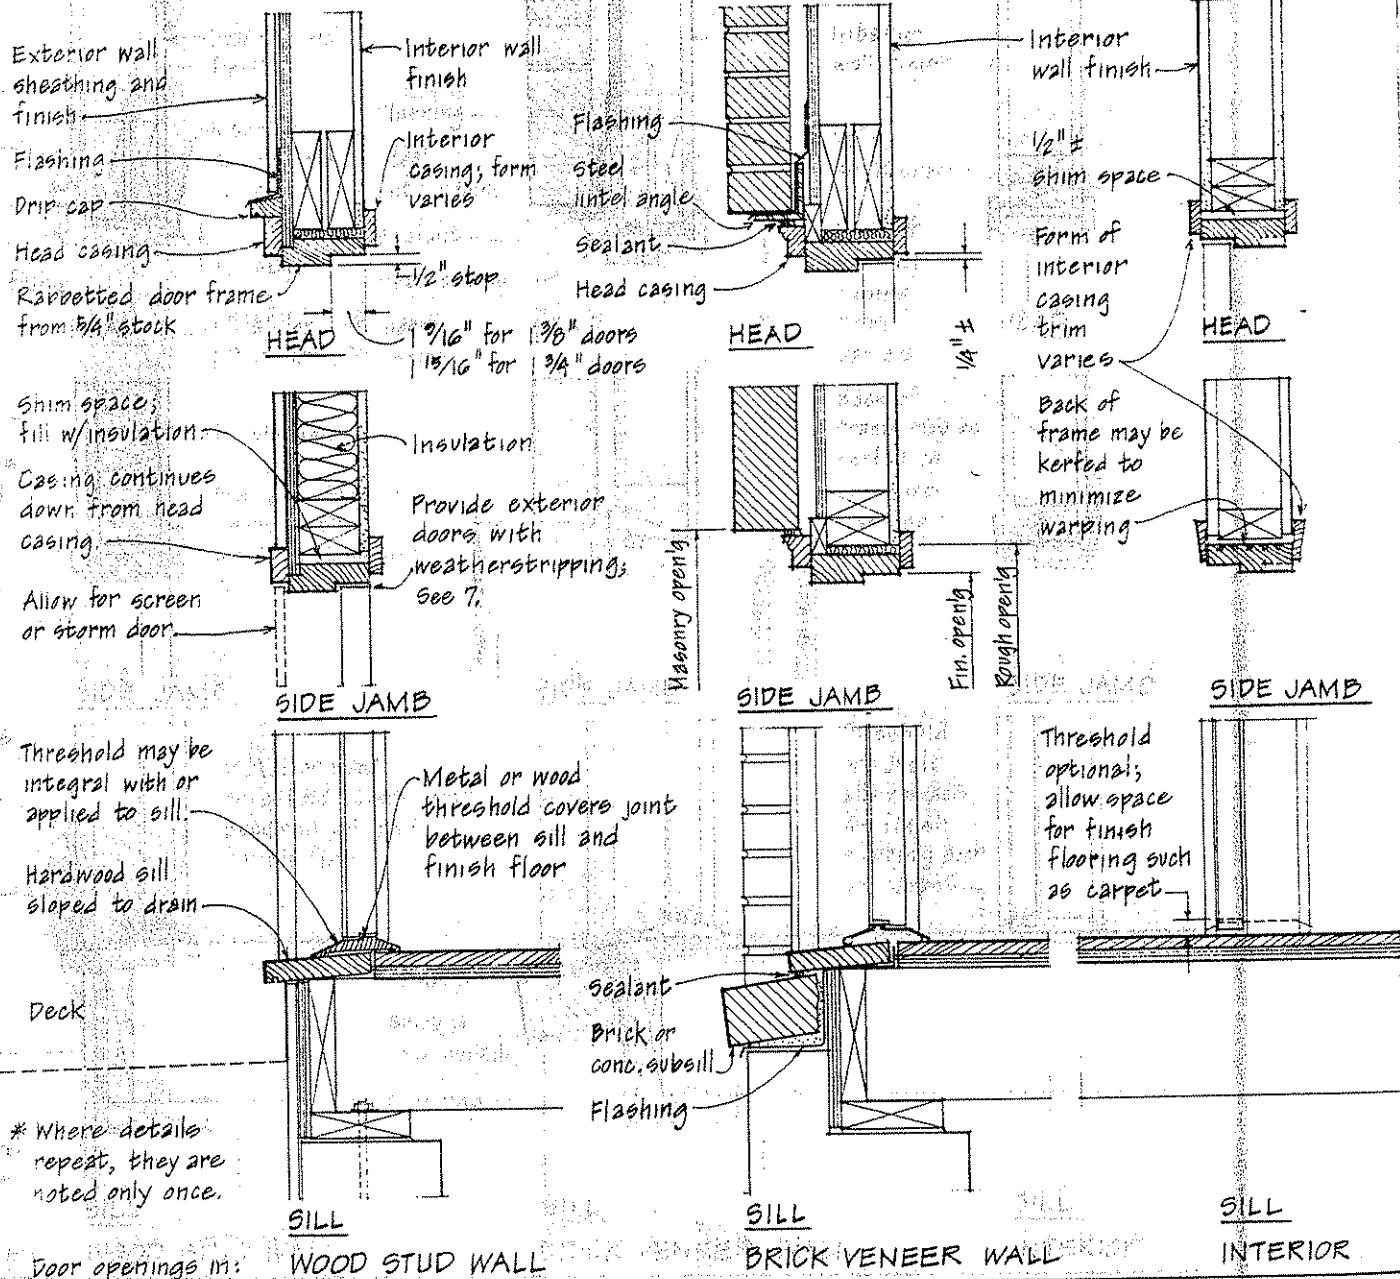 Exterior wall
sheathing and
finish
Flashing
Drip cap
Head casing
Rabbetted door frame
from 5/4" stock
HEAD
Interior wall
finish
Interior
casing; form
varies
1/2" stop
1 9/16" for 1 3/8" doors
1 15/16" for 1 3/4" doors
Flashing
Steel
lintel angle
Sealant
Head casing
HEAD
1/4" ±
Interior
wall finish
1/2" ±
shim space
Form of
interior
casing
trim
varies
HEAD
Shim space;
fill w/insulation
Casing continues
down from head
casing
Allow for screen
or storm door
Insulation
Provide exterior
doors with
weatherstripping;
See 7.
SIDE JAMB
Masonry open'g
Fin. open'g
Rough open'g
SIDE JAMB
Back of
frame may be
kerfed to
minimize
warping
SIDE JAMB
Threshold may be
integral with or
applied to sill.
Hardwood sill
sloped to drain
Metal or wood
threshold covers joint
between sill and
finish floor
Deck
* Where details
repeat, they are
noted only once.
SILL
Sealant
Brick or
conc. subsill
Flashing
SILL
Threshold
optional;
allow space
for finish
flooring such
as carpet
SILL
Door openings in: WOOD STUD WALL BRICK VENEER WALL INTERIOR